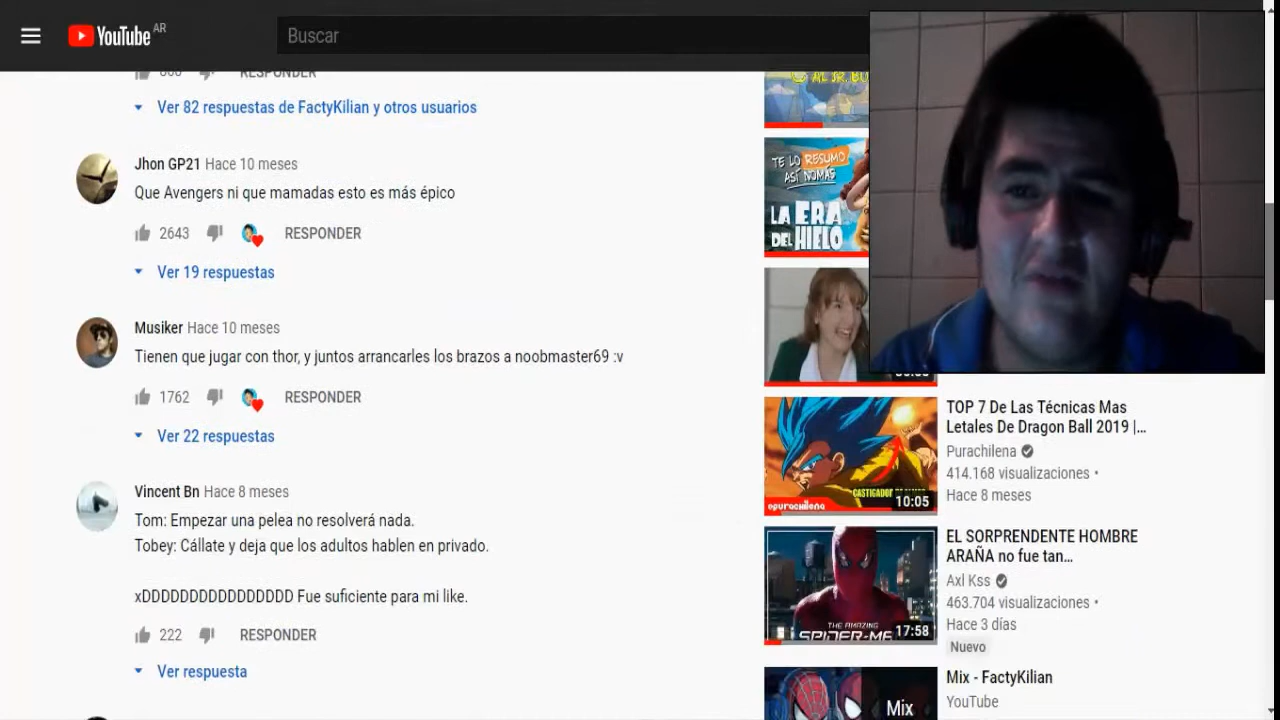 YouTube AR
Buscar
RESPONDER
Ver 82 respuestas de FactyKilian y otros usuarios
Jhon GP21 Hace 10 meses
Que Avengers ni que mamadas esto es más épico
2643 RESPONDER
Ver 19 respuestas
Musiker Hace 10 meses
Tienen que jugar con thor, y juntos arrancarles los brazos a noobmaster69 :v
1762 RESPONDER
Ver 22 respuestas
Vincent Bn Hace 8 meses
Tom: Empezar una pelea no resolverá nada.
Tobey: Cállate y deja que los adultos hablen en privado.
xDDDDDDDDDDDDDDDD Fue suficiente para mi like.
222 RESPONDER
Ver respuesta
TE LO RESUMO
ASÍ NOMÁS
LA ERA
DEL HIELO
TOP 7 De Las Técnicas Mas
Letales De Dragon Ball 2019 |...
Purachilena
414.168 visualizaciones •
Hace 8 meses
10:05
EL SORPRENDENTE HOMBRE
ARAÑA no fue tan...
Axl Kss
463.704 visualizaciones •
Hace 3 días
Nuevo
THE AMAZING
17:58
Mix - FactyKilian
YouTube
Mix